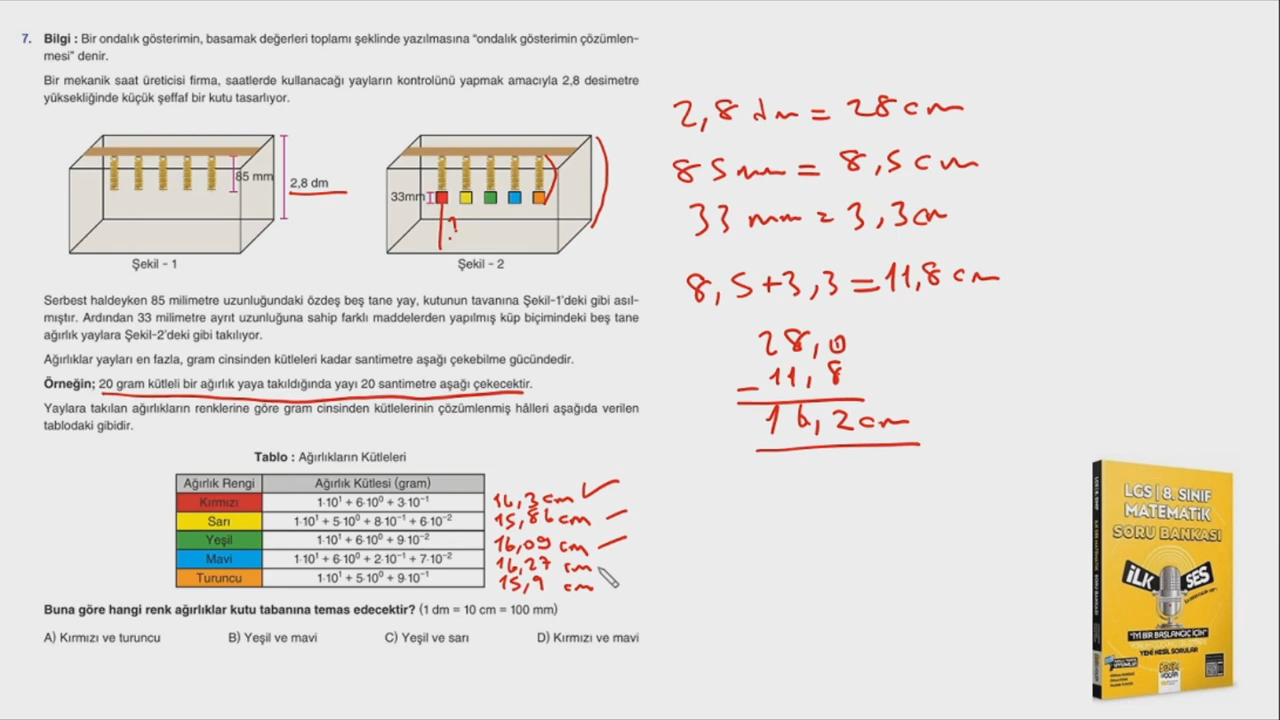 7. Bilgi : Bir ondalık gösterimin, basamak değerleri toplamı şeklinde yazılmasına "ondalık gösterimin çözümlen-
mesi" denir.
Bir mekanik saat üreticisi firma, saatlerde kullanacağı yayların kontrolünü yapmak amacıyla 2,8 desimetre
yüksekliğinde küçük şeffaf bir kutu tasarlıyor.
85 mm
2,8 dm
Şekil - 1
33mm
?
Şekil - 2
Serbest haldeyken 85 milimetre uzunluğundaki özdeş beş tane yay, kutunun tavanına Şekil-1'deki gibi asıl-
mıştır. Ardından 33 milimetre ayrıt uzunluğuna sahip farklı maddelerden yapılmış küp biçimindeki beş tane
ağırlık yaylara Şekil-2'deki gibi takılıyor.
Ağırlıklar yayları en fazla, gram cinsinden kütleleri kadar santimetre aşağı çekebilme gücündedir.
Örneğin; 20 gram kütleli bir ağırlık yaya takıldığında yayı 20 santimetre aşağı çekecektir.
Yaylara takılan ağırlıkların renklerine göre gram cinsinden kütlelerinin çözümlenmiş hâlleri aşağıda verilen
tablodaki gibidir.
Tablo : Ağırlıkların Kütleleri
Ağırlık Rengi Ağırlık Kütlesi (gram)
Kırmızı 1·10¹ + 6·10⁰ + 3·10⁻¹ 16,3 cm
Sarı 1·10¹ + 5·10⁰ + 8·10⁻¹ + 6·10⁻² 15,86 cm
Yeşil 1·10¹ + 6·10⁰ + 9·10⁻² 16,09 cm
Mavi 1·10¹ + 6·10⁰ + 2·10⁻¹ + 7·10⁻² 16,27 cm
Turuncu 1·10¹ + 5·10⁰ + 9·10⁻¹ 15,9 cm
Buna göre hangi renk ağırlıklar kutu tabanına temas edecektir? (1 dm = 10 cm = 100 mm)
A) Kırmızı ve turuncu B) Yeşil ve mavi C) Yeşil ve sarı D) Kırmızı ve mavi
2,8 dm = 28 cm
85 mm = 8,5 cm
33 mm = 3,3 cm
8,5+3,3=11,8 cm
28,0
-11,8
16,2 cm
LGS | 8. SINIF
MATEMATİK
SORU BANKASI
İLK SES
"İYİ BİR BAŞLANGIÇ İÇİN"
YENİ NESİL SORULAR